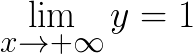 lim y = 1
x→+∞